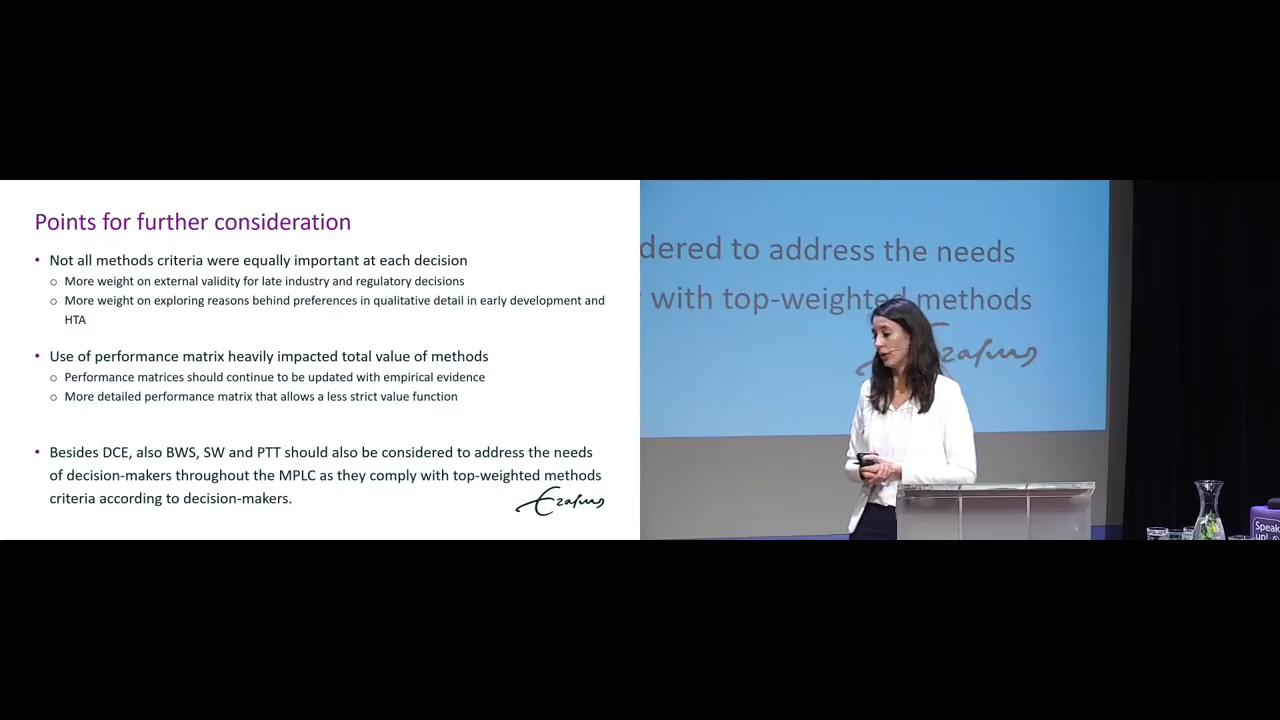 Points for further consideration
• Not all methods criteria were equally important at each decision
o More weight on external validity for late industry and regulatory decisions
o More weight on exploring reasons behind preferences in qualitative detail in early development and
HTA
• Use of performance matrix heavily impacted total value of methods
o Performance matrices should continue to be updated with empirical evidence
o More detailed performance matrix that allows a less strict value function
• Besides DCE, also BWS, SW and PTT should also be considered to address the needs
of decision-makers throughout the MPLC as they comply with top-weighted methods
criteria according to decision-makers.
Erasmus
dered to address the needs
with top-weighted methods
Erasmus
Speak
up!